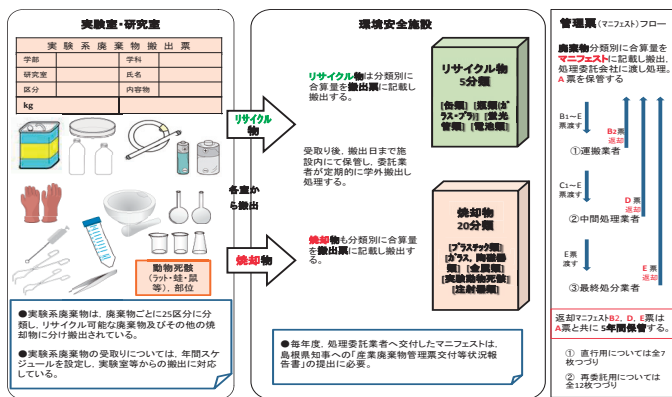 実験室・研究室
実験系廃棄物搬出票
学部 学科
研究室 氏名
区分 内容物
kg
動物死骸
(ラット・蛙・鼠
等)、部位
●実験系廃棄物は、廃棄物ごとに25区分に分
類し、リサイクル可能な廃棄物及びその他の焼
却物に分け搬出されている。
●実験系廃棄物の受取りについては、年間スケ
ジュールを設定し、実験室等からの搬出に対応
している。
リサイクル
物
各室か
ら搬出
焼却物
環境安全施設
リサイクル物は分類別に
合算量を搬出票に記載し
搬出する。
受取り後、搬出日まで施
設内にて保管し、委託業
者が定期的に学外搬出し
処理する。
焼却物も分類別に合算量
を搬出票に記載し搬出す
る。
リサイクル物
5分類
[缶類] [瓶類(ガ
ラス・プラ)] [蛍光
管類] [電池類]
焼却物
20分類
[プラスチック類]
[ガラス, 陶磁器
類] [金属類]
[実験動物死骸]
[注射器類]
●毎年度、処理委託業者へ交付したマニフェストは、
島根県知事への「産業廃棄物管理票交付等状況報
告書」の提出に必要。
管理票(マニフェスト)フロー
廃棄物分類別に合算量を
マニフェストに記載し搬出、
処理委託会社に渡し処理。
A票を保管する
B1～E
票渡す
B2票
返却
①運搬業者
C1～E
票渡す
D票
返却
②中間処理業者
E票
渡す
E票
返却
③最終処分業者
返却マニフェストB2、D、E票は
A票と共に5年間保管する。
① 直行用については全7
枚つづり
② 再委託用については
全12枚つづり